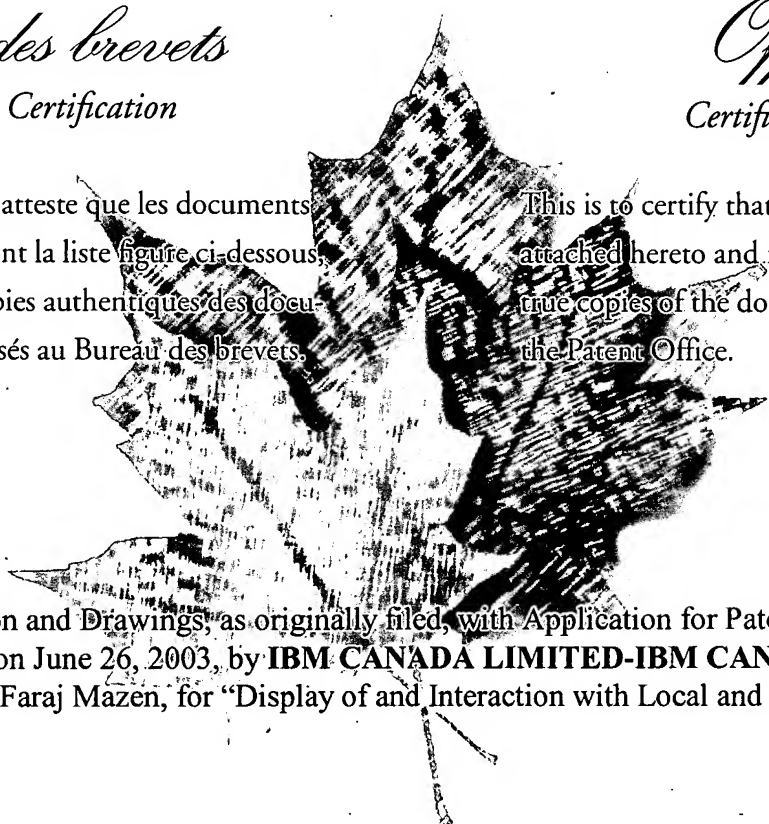 des brevets
Certification
atteste que les documents
nt la liste figure ci-dessous,
pies authentiques des docu-
sés au Bureau des brevets.
Certifi
This is to certify that
attached hereto and
true copies of the do
the Patent Office.
on and Drawings, as originally filed, with Application for Pate
on June 26, 2003, by IBM CANADA LIMITED-IBM CAN
Faraj Mazen, for “Display of and Interaction with Local and